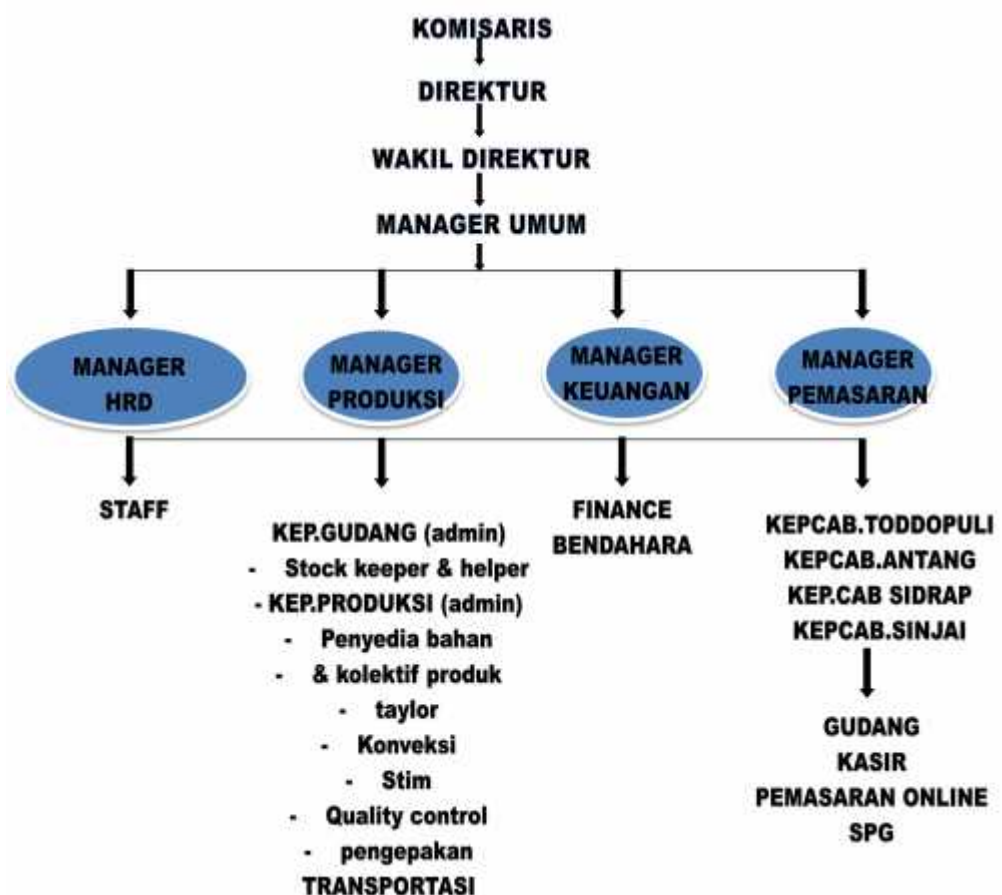 KOMISARIS
DIREKTUR
WAKIL DIREKTUR
MANAGER UMUM
MANAGER
HRD
MANAGER
PRODUKSI
MANAGER
KEUANGAN
MANAGER
PEMASARAN
STAFF
KEP.GUDANG (admin)
- Stock keeper & helper
- KEP.PRODUKSI (admin)
- Penyedia bahan
- & kolektif produk
- taylor
- Konveksi
- Stim
- Quality control
- pengepakan
TRANSPORTASI
FINANCE
BENDAHARA
KEPCAB.TODDOPULI
KEPCAB.ANTANG
KEP.CAB SIDRAP
KEPCAB.SINJAI
GUDANG
KASIR
PEMASARAN ONLINE
SPG